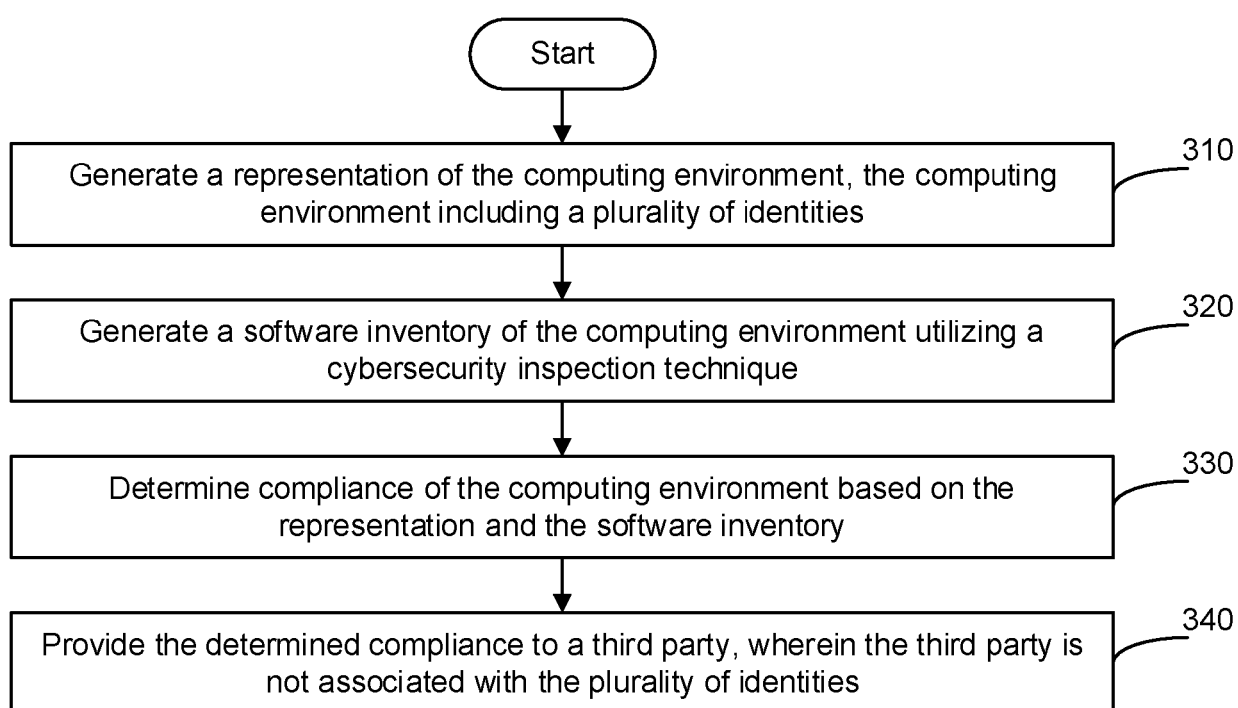 Start
310
Generate a representation of the computing environment, the computing
environment including a plurality of identities
320
Generate a software inventory of the computing environment utilizing a
cybersecurity inspection technique
330
Determine compliance of the computing environment based on the
representation and the software inventory
340
Provide the determined compliance to a third party, wherein the third party is
not associated with the plurality of identities